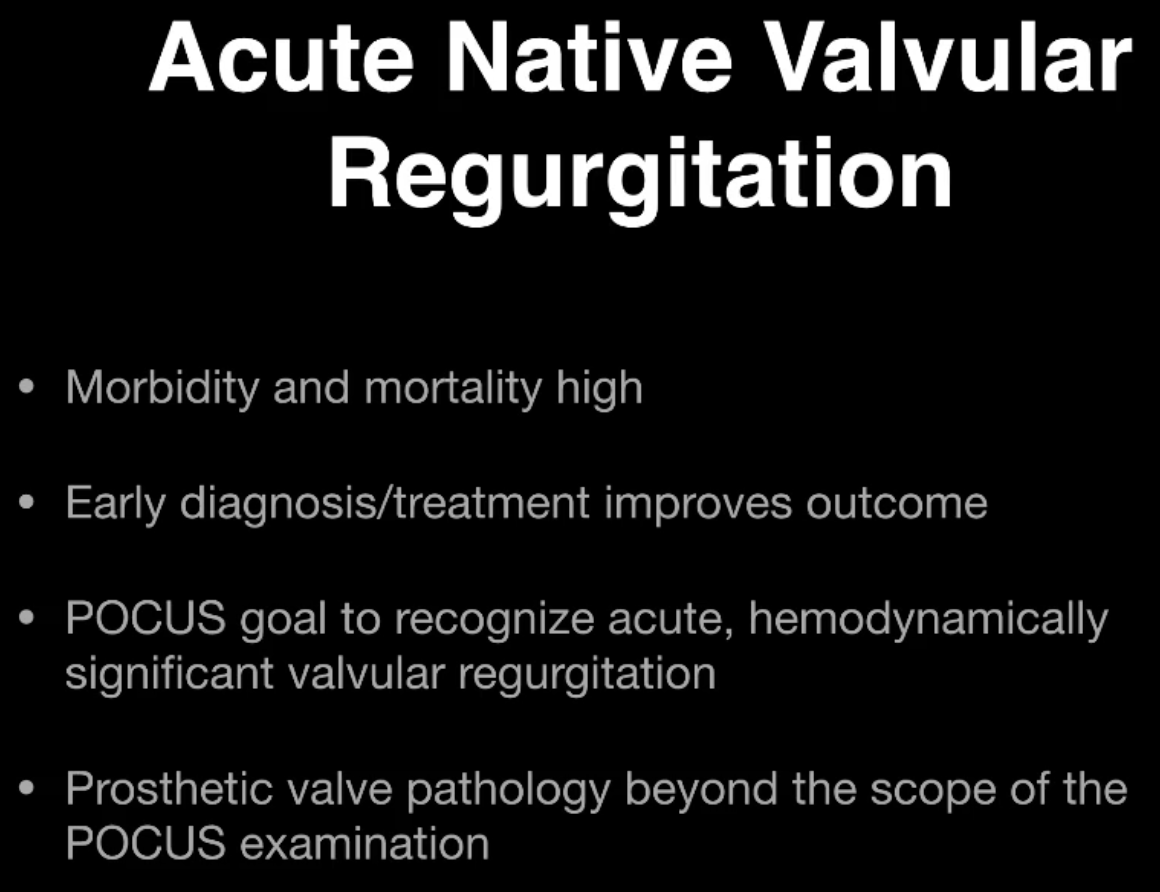 Acute Native Valvular
Regurgitation
• Morbidity and mortality high
• Early diagnosis/treatment improves outcome
• POCUS goal to recognize acute, hemodynamically
significant valvular regurgitation
• Prosthetic valve pathology beyond the scope of the
POCUS examination